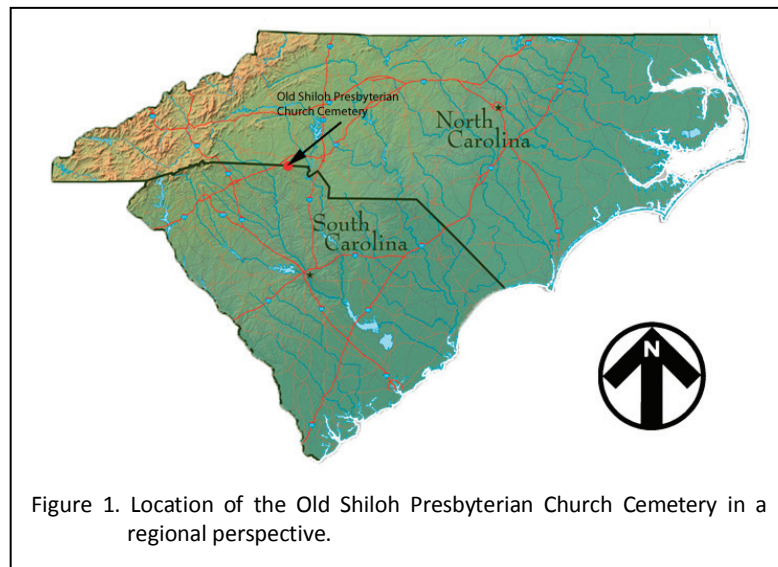 Old Shiloh Presbyterian
Church Cemetery
North
Carolina
South
Carolina
N
Figure 1. Location of the Old Shiloh Presbyterian Church Cemetery in a
regional perspective.